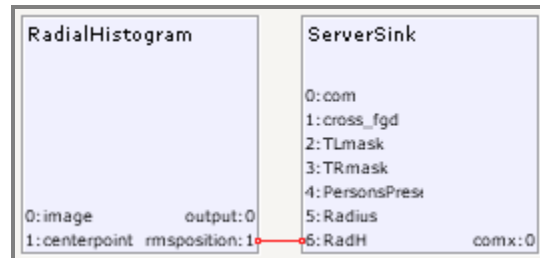 RadialHistogram ServerSink
0:com
1:cross_fgd
2:TLmask
3:TRmask
4:PersonsPrese
0:image output:0 5:Radius
1:centerpoint rmsposition:1 6:RadH comx:0